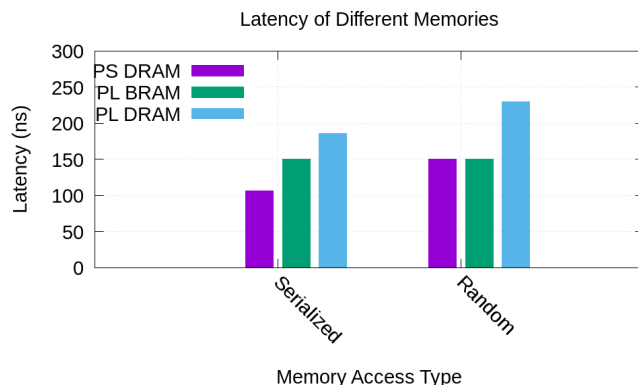 Latency of Different Memories
Latency (ns)
300
250
200
150
100
50
0
PS DRAM
PL BRAM
PL DRAM
Serialized
Random
Memory Access Type